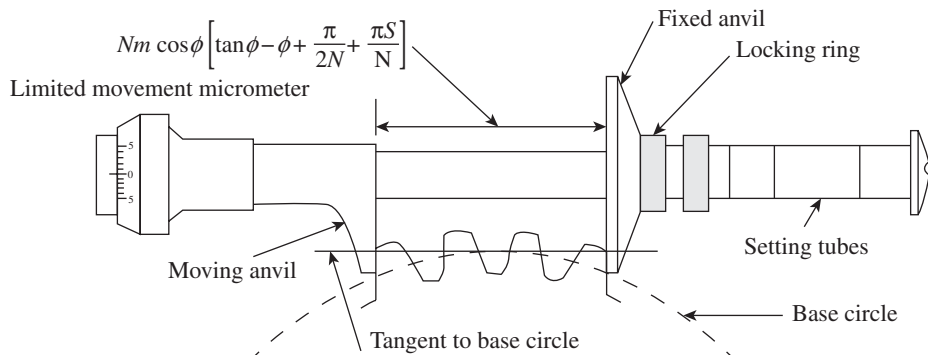 Nm cosϕ[tanϕ−ϕ+ π/2N + πS/N]
Limited movement micrometer
Fixed anvil
Locking ring
5
0
5
Moving anvil
Setting tubes
Tangent to base circle
Base circle